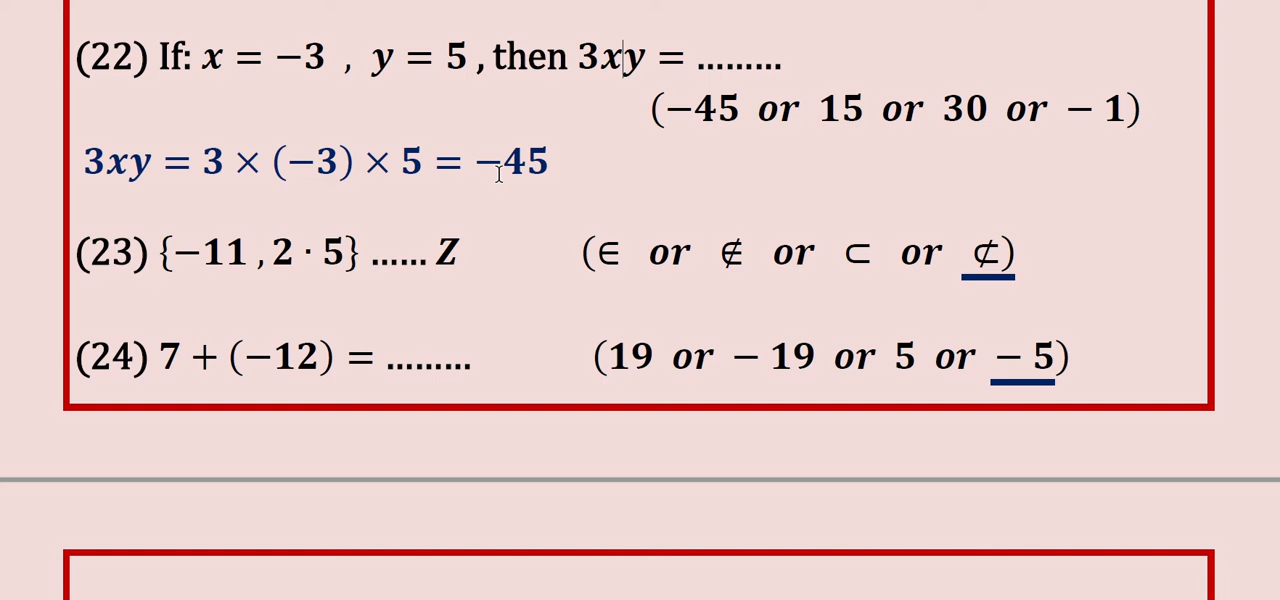 (22) If: x = −3 , y = 5 , then 3xy = .........
(−45 or 15 or 30 or − 1)
3xy = 3 × (−3) × 5 = −45
(23) {−11 , 2 · 5} ...... Z (∈ or ∉ or ⊂ or ⊄)
(24) 7 + (−12) = ......... (19 or − 19 or 5 or − 5)